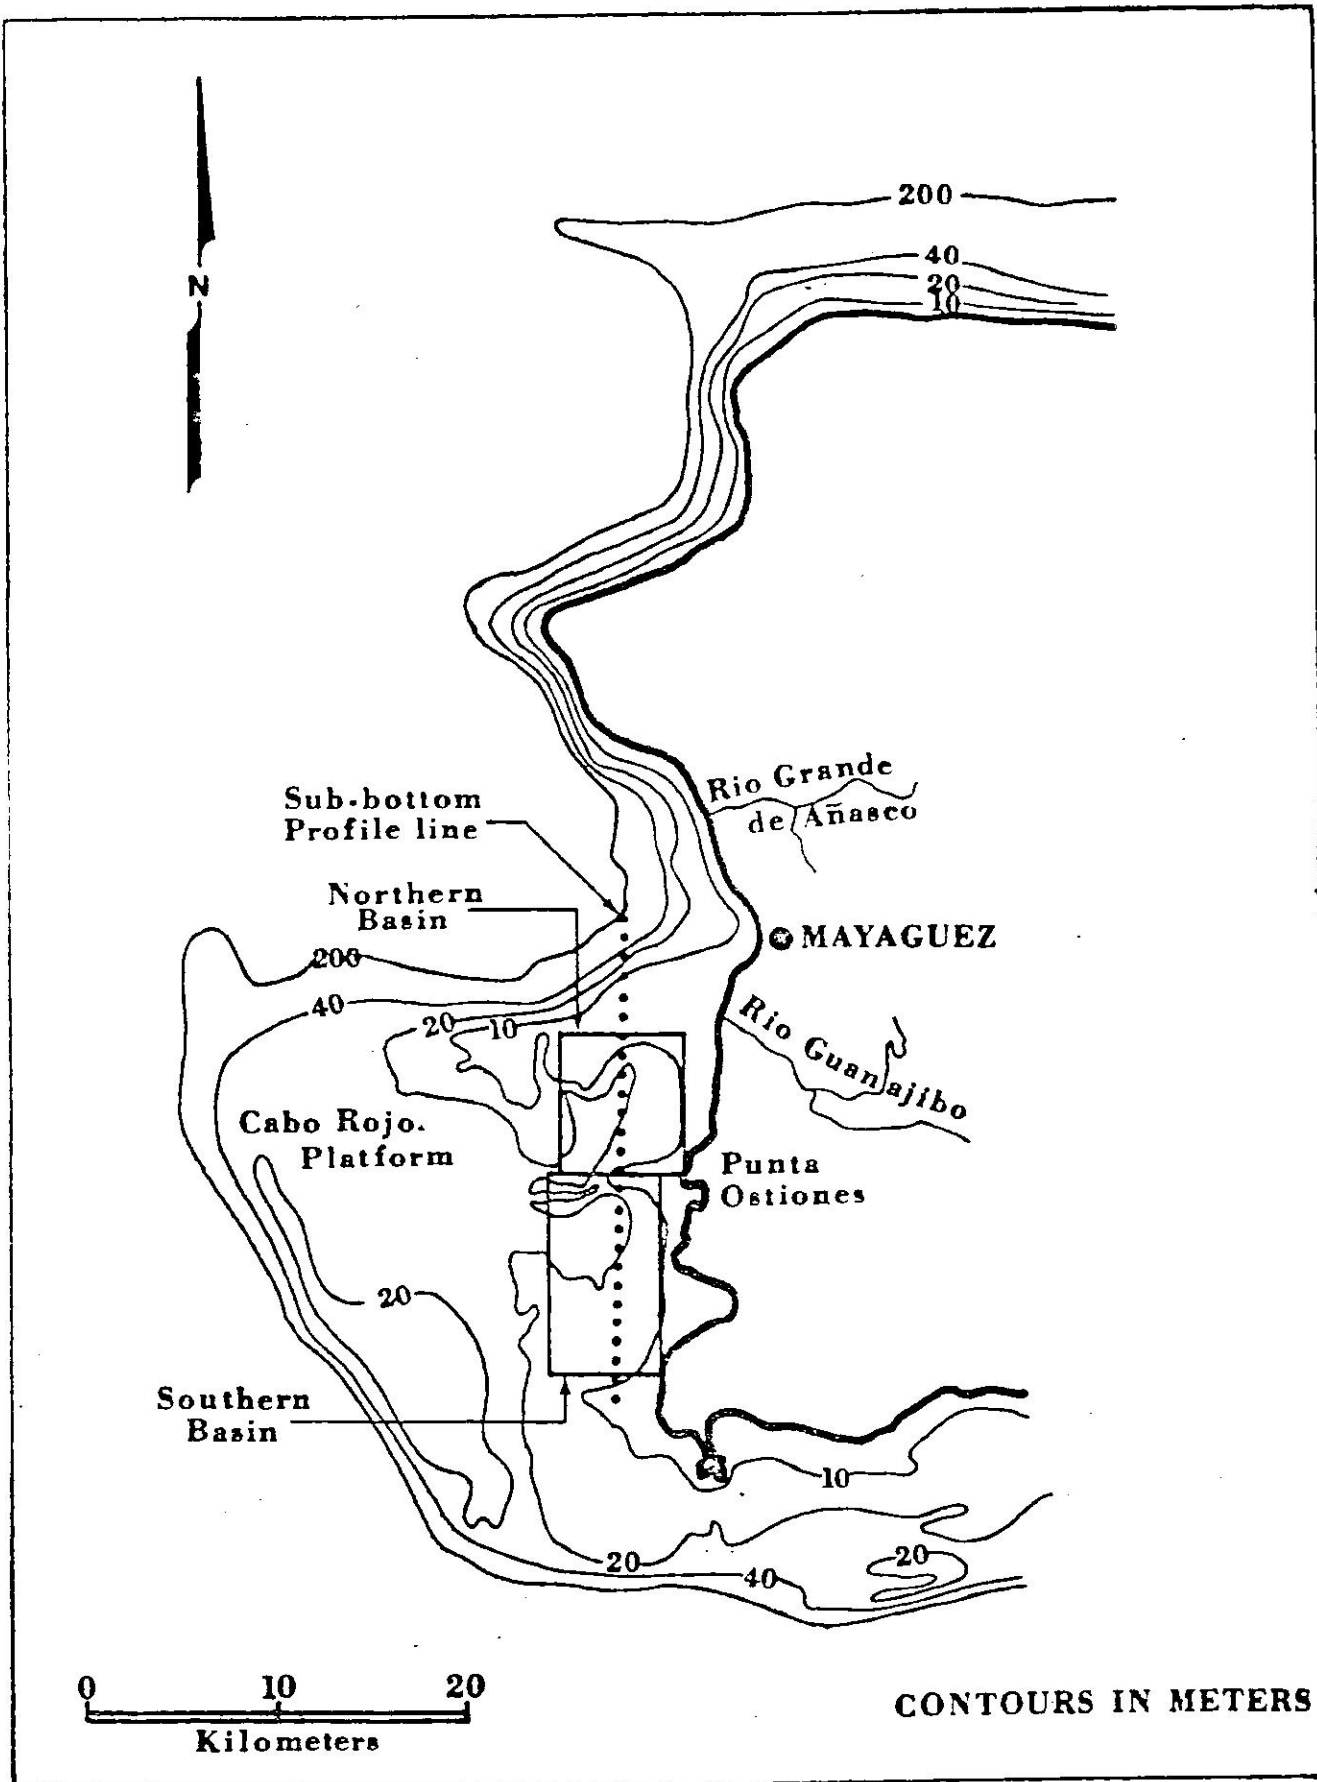 200
40
20
10
N
Rio Grande
de Añasco
Sub-bottom
Profile line
Northern
Basin
MAYAGUEZ
200
40
20
10
Rio Guanajibo
Cabo Rojo.
Platform
Punta
Ostiones
20
Southern
Basin
10
20
20
40
0 10 20
Kilometers
CONTOURS IN METERS